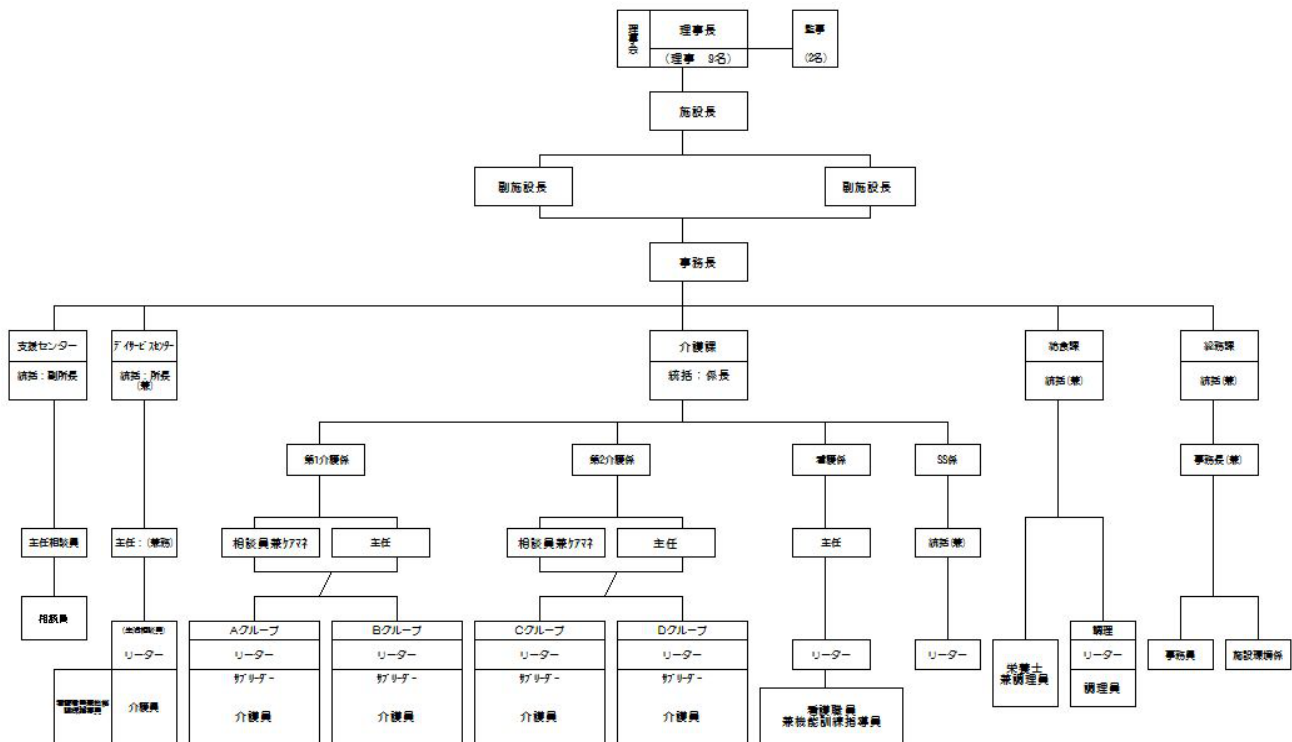 理事長
監事
(理事　9名)
(2名)
施設長
副施設長
副施設長
事務長
支援センター
ﾃﾞｲｻｰﾋﾞｽｾﾝﾀｰ
介護課
給食課
総務課
統括：副所長
統括：所長
(兼)
統括：係長
統括(兼)
統括(兼)
第1介護係
第2介護係
看護係
SS係
事務長(兼)
主任相談員
主任：(兼務)
相談員兼ｹｱﾏﾈ
主任
相談員兼ｹｱﾏﾈ
主任
主任
統括(兼)
相談員
(生活相談員)
Aグループ
Bグループ
Cグループ
Dグループ
調理
リーダー
リーダー
リーダー
リーダー
リーダー
リーダー
リーダー
リーダー
事務員
施設環境係
栄養士
兼調理員
ｻﾌﾞﾘｰﾀﾞｰ
ｻﾌﾞﾘｰﾀﾞｰ
ｻﾌﾞﾘｰﾀﾞｰ
ｻﾌﾞﾘｰﾀﾞｰ
調理員
介護員
介護員
介護員
介護員
介護員
看護職員
兼機能訓練指導員